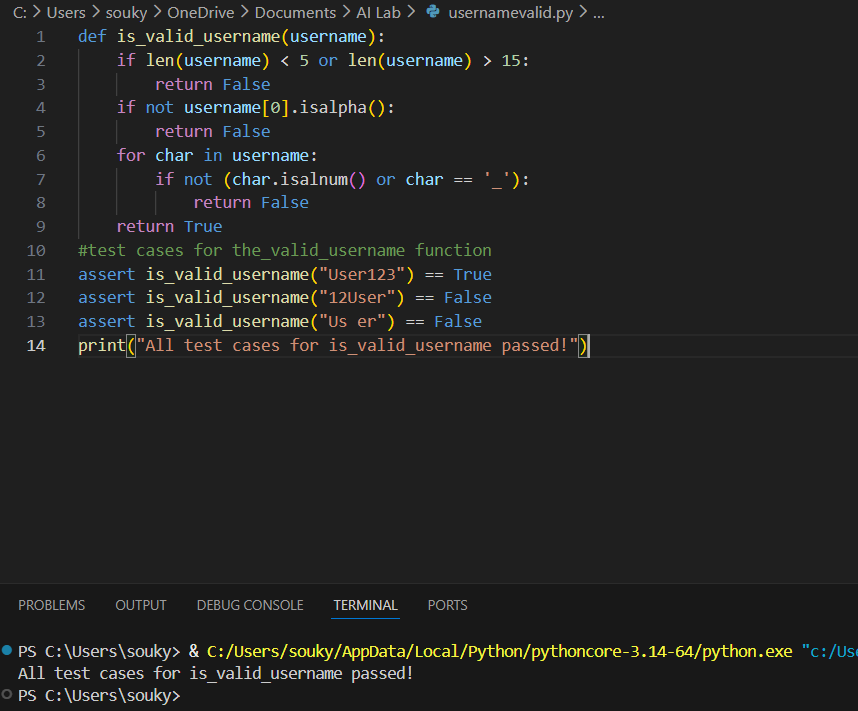 C: > Users > souky > OneDrive > Documents > AI Lab > usernamevalid.py > ...
1 def is_valid_username(username):
2     if len(username) < 5 or len(username) > 15:
3         return False
4     if not username[0].isalpha():
5         return False
6     for char in username:
7         if not (char.isalnum() or char == '_'):
8             return False
9     return True
10 #test cases for the_valid_username function
11 assert is_valid_username("User123") == True
12 assert is_valid_username("12User") == False
13 assert is_valid_username("Us er") == False
14 print("All test cases for is_valid_username passed!")
PROBLEMS OUTPUT DEBUG CONSOLE TERMINAL PORTS
PS C:\Users\souky> & C:/Users/souky/AppData/Local/Python/pythoncore-3.14-64/python.exe "c:/Use
All test cases for is_valid_username passed!
PS C:\Users\souky>